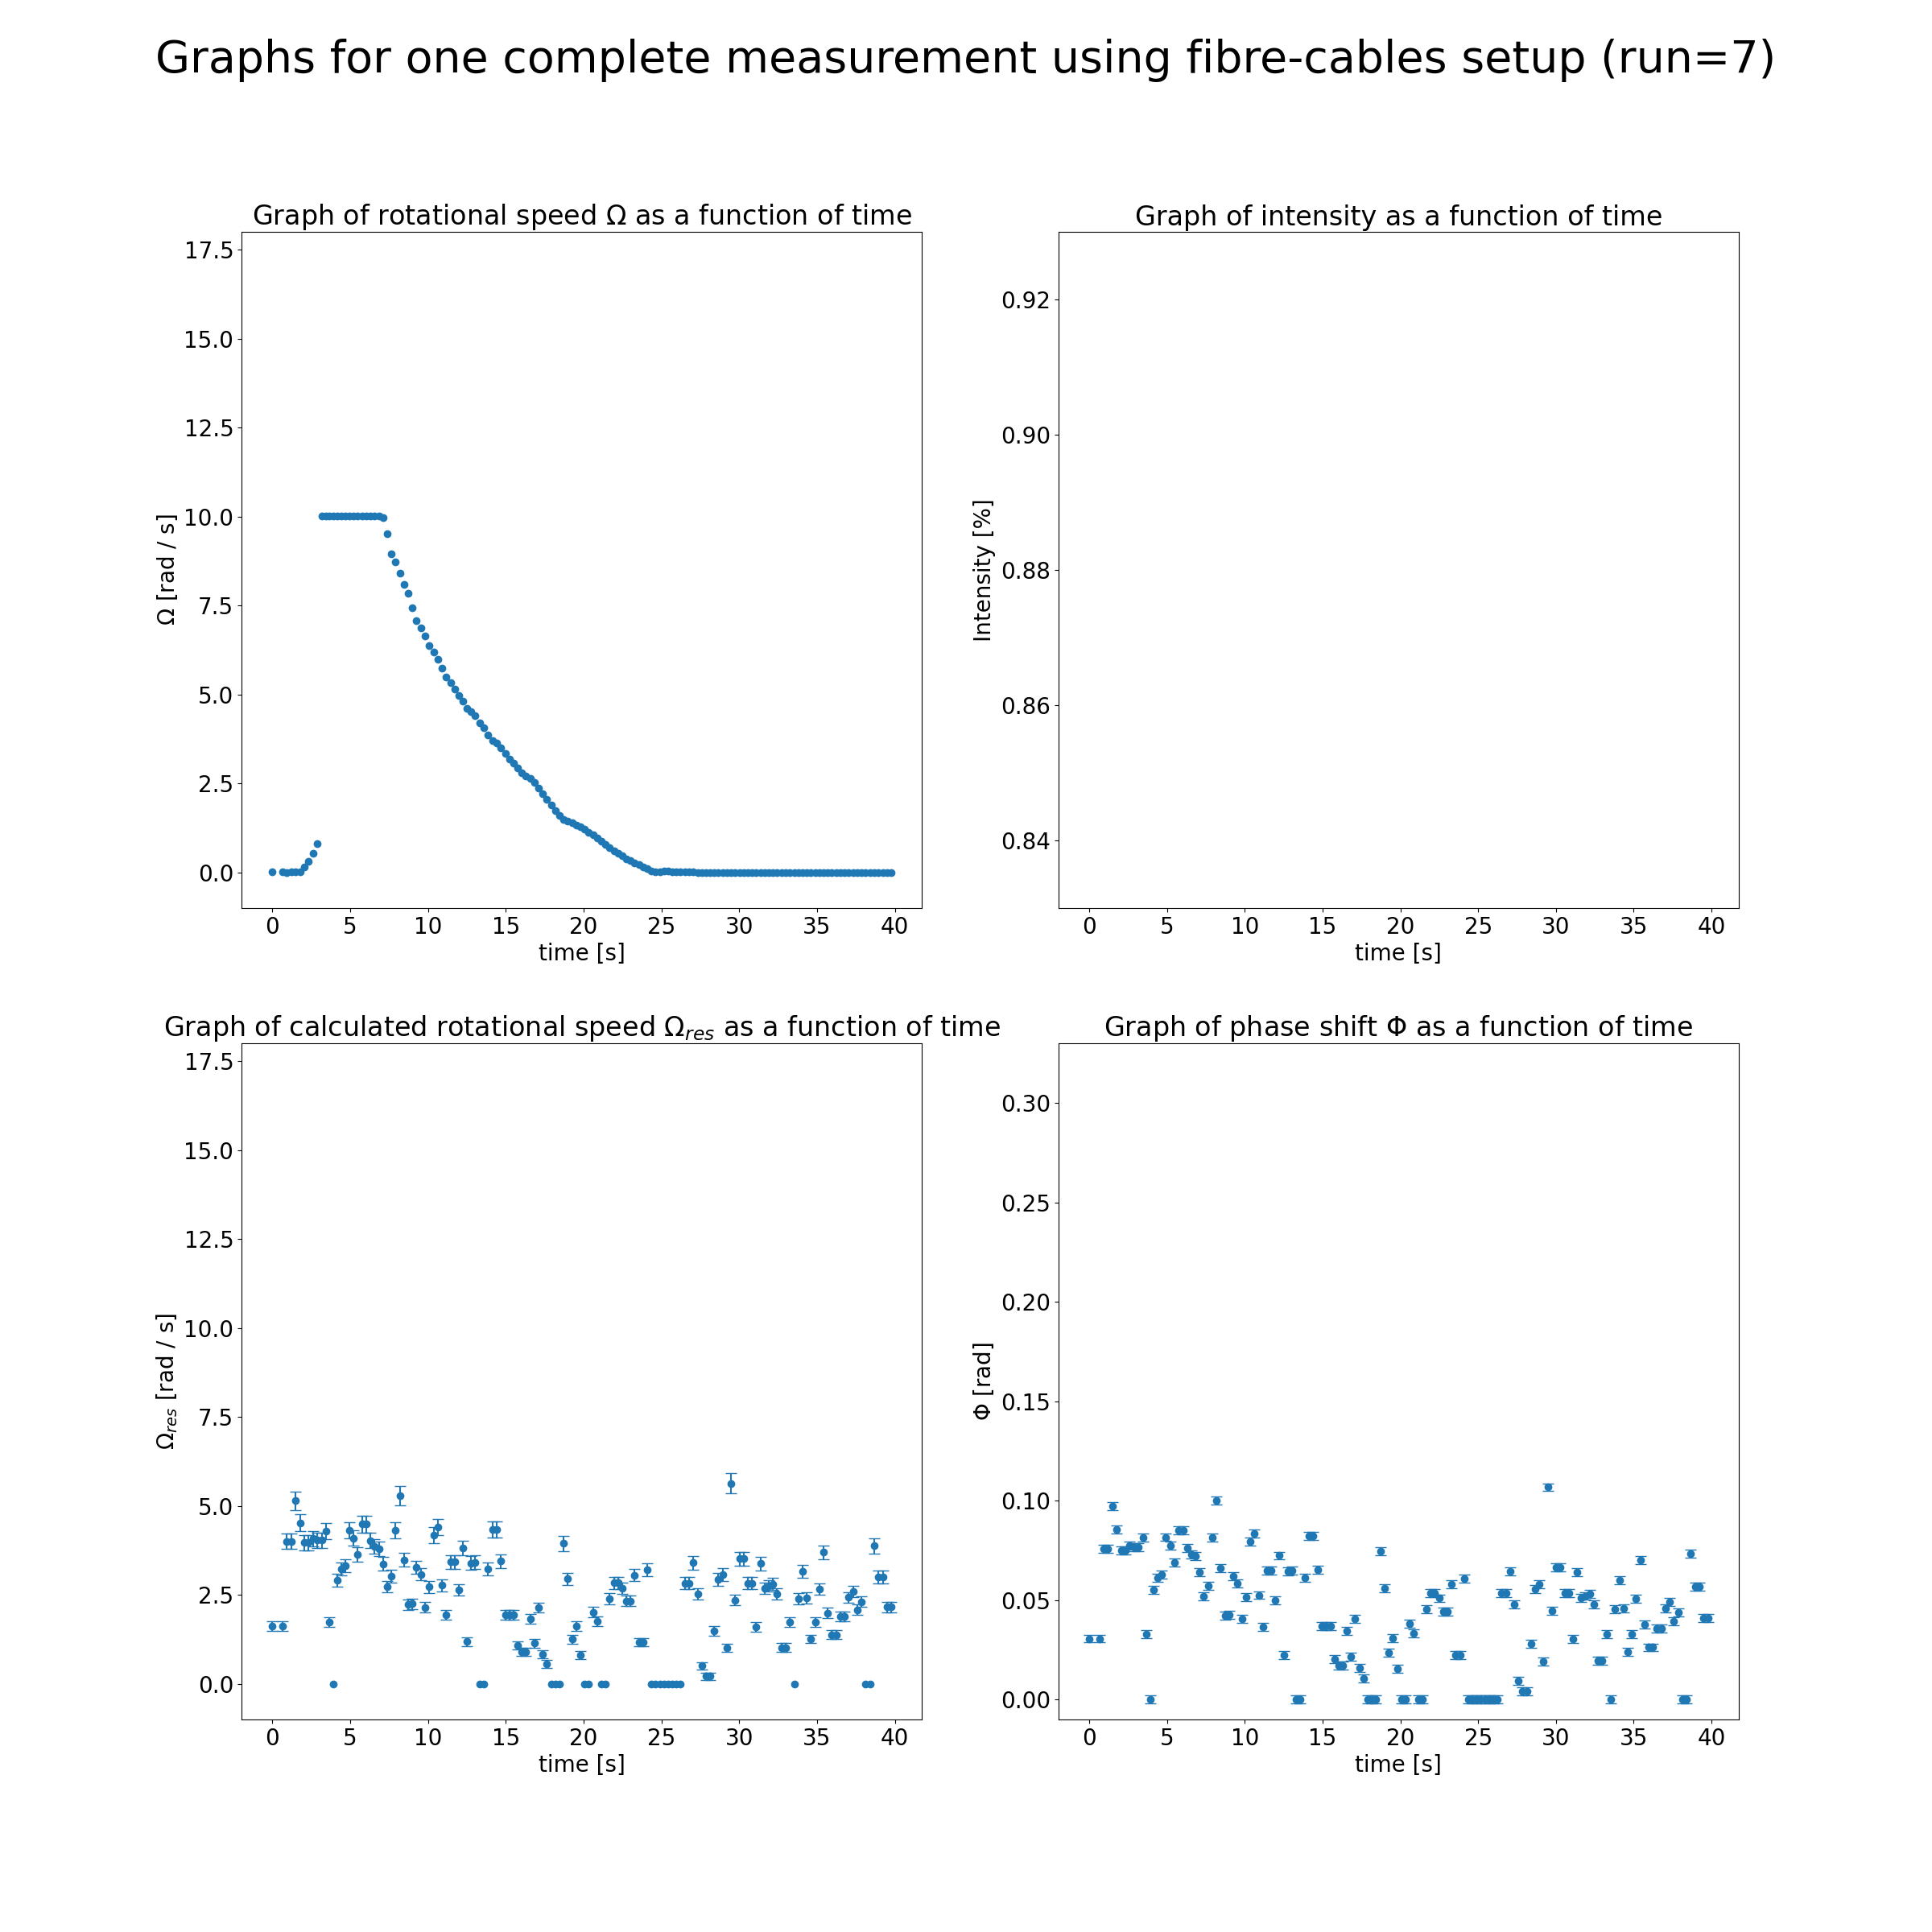 Graphs for one complete measurement using fibre-cables setup (run=7)
Graph of rotational speed Ω as a function of time
17.5
15.0
12.5
10.0
7.5
5.0
2.5
0.0
Ω [rad / s]
0 5 10 15 20 25 30 35 40
time [s]
Graph of intensity as a function of time
0.92
0.90
0.88
0.86
0.84
Intensity [%]
0 5 10 15 20 25 30 35 40
time [s]
Graph of calculated rotational speed Ωres as a function of time
17.5
15.0
12.5
10.0
7.5
5.0
2.5
0.0
Ωres [rad / s]
0 5 10 15 20 25 30 35 40
time [s]
Graph of phase shift Φ as a function of time
0.30
0.25
0.20
0.15
0.10
0.05
0.00
Φ [rad]
0 5 10 15 20 25 30 35 40
time [s]